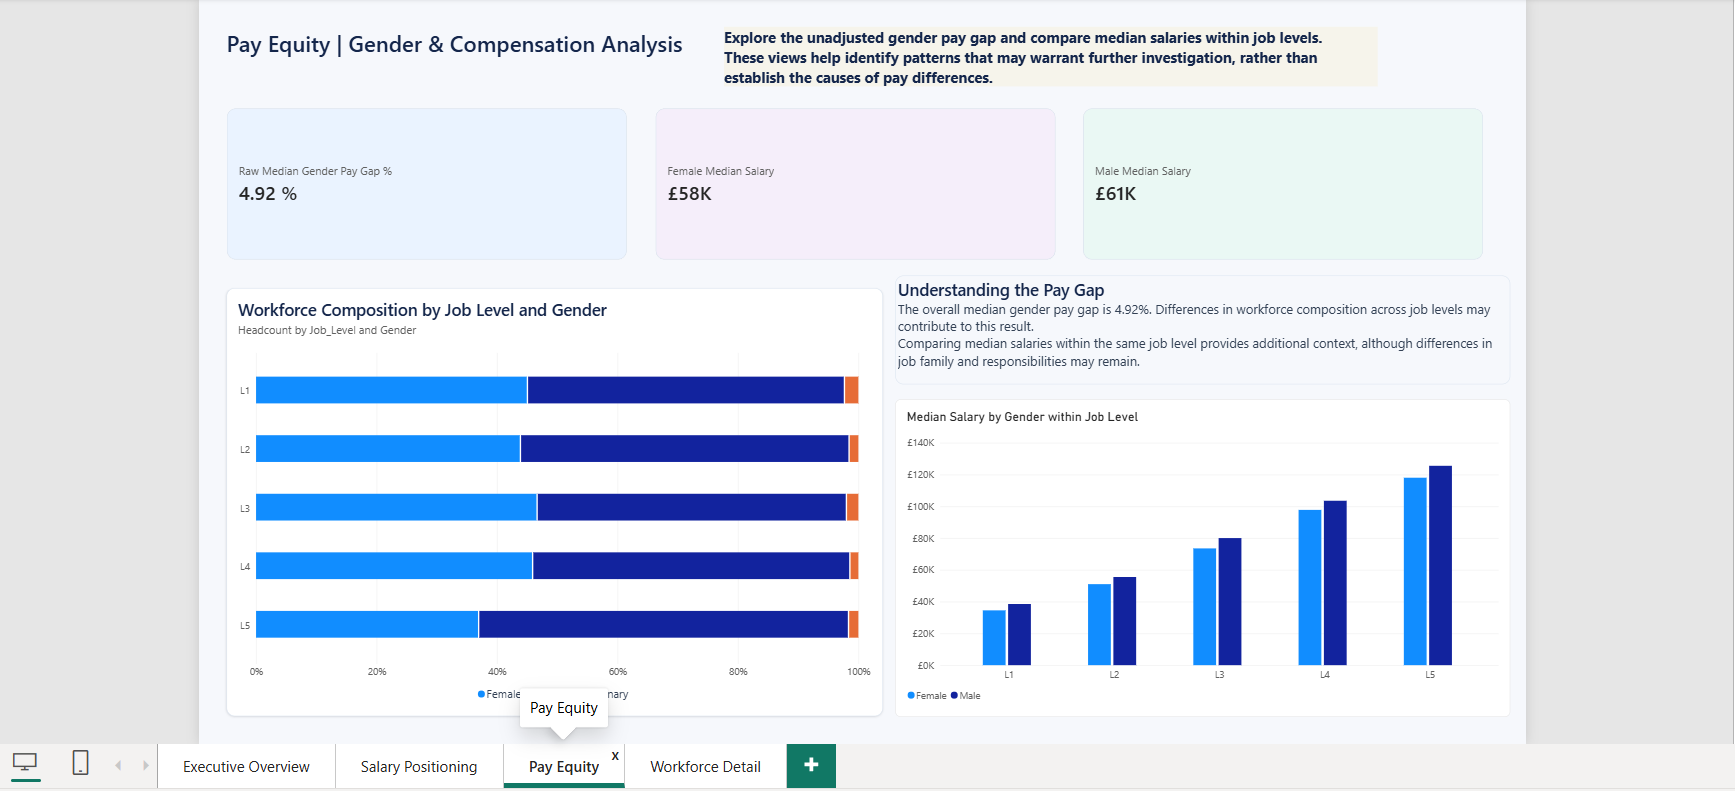 Pay Equity | Gender & Compensation Analysis
Explore the unadjusted gender pay gap and compare median salaries within job levels.
These views help identify patterns that may warrant further investigation, rather than
establish the causes of pay differences.
Raw Median Gender Pay Gap %
4.92 %
Female Median Salary
£58K
Male Median Salary
£61K
Workforce Composition by Job Level and Gender
Headcount by Job_Level and Gender
L1
L2
L3
L4
L5
0% 20% 40% 60% 80% 100%
Female nary
Understanding the Pay Gap
The overall median gender pay gap is 4.92%. Differences in workforce composition across job levels may
contribute to this result.
Comparing median salaries within the same job level provides additional context, although differences in
job family and responsibilities may remain.
Median Salary by Gender within Job Level
£140K
£120K
£100K
£80K
£60K
£40K
£20K
£0K
L1 L2 L3 L4 L5
Female Male
Pay Equity
Executive Overview
Salary Positioning
Pay Equity
x
Workforce Detail
+